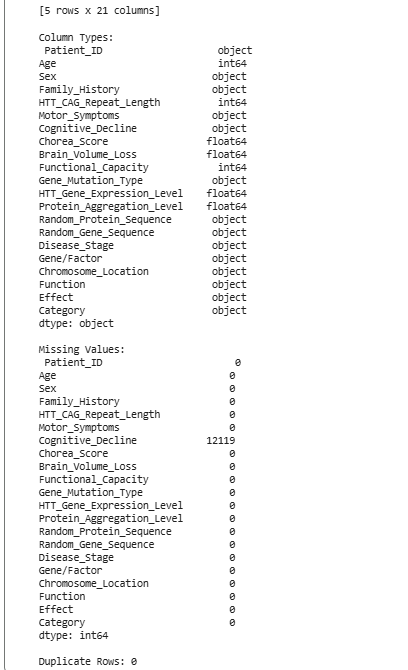 [5 rows x 21 columns]
Column Types:
Patient_ID object
Age int64
Sex object
Family_History object
HTT_CAG_Repeat_Length int64
Motor_Symptoms object
Cognitive_Decline object
Chorea_Score float64
Brain_Volume_Loss float64
Functional_Capacity int64
Gene_Mutation_Type object
HTT_Gene_Expression_Level float64
Protein_Aggregation_Level float64
Random_Protein_Sequence object
Random_Gene_Sequence object
Disease_Stage object
Gene/Factor object
Chromosome_Location object
Function object
Effect object
Category object
dtype: object
Missing Values:
Patient_ID 0
Age 0
Sex 0
Family_History 0
HTT_CAG_Repeat_Length 0
Motor_Symptoms 0
Cognitive_Decline 12119
Chorea_Score 0
Brain_Volume_Loss 0
Functional_Capacity 0
Gene_Mutation_Type 0
HTT_Gene_Expression_Level 0
Protein_Aggregation_Level 0
Random_Protein_Sequence 0
Random_Gene_Sequence 0
Disease_Stage 0
Gene/Factor 0
Chromosome_Location 0
Function 0
Effect 0
Category 0
dtype: int64
Duplicate Rows: 0